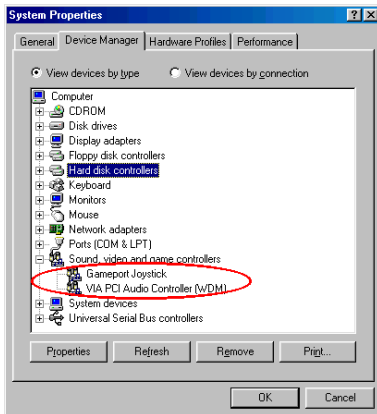 System Properties
General Device Manager Hardware Profiles Performance
View devices by type View devices by connection
Computer
CDROM
Disk drives
Display adapters
Floppy disk controllers
Hard disk controllers
Keyboard
Monitors
Mouse
Network adapters
Ports (COM & LPT)
Sound, video and game controllers
Gameport Joystick
VIA PCI Audio Controller (WDM)
System devices
Universal Serial Bus controllers
Properties Refresh Remove Print...
OK Cancel